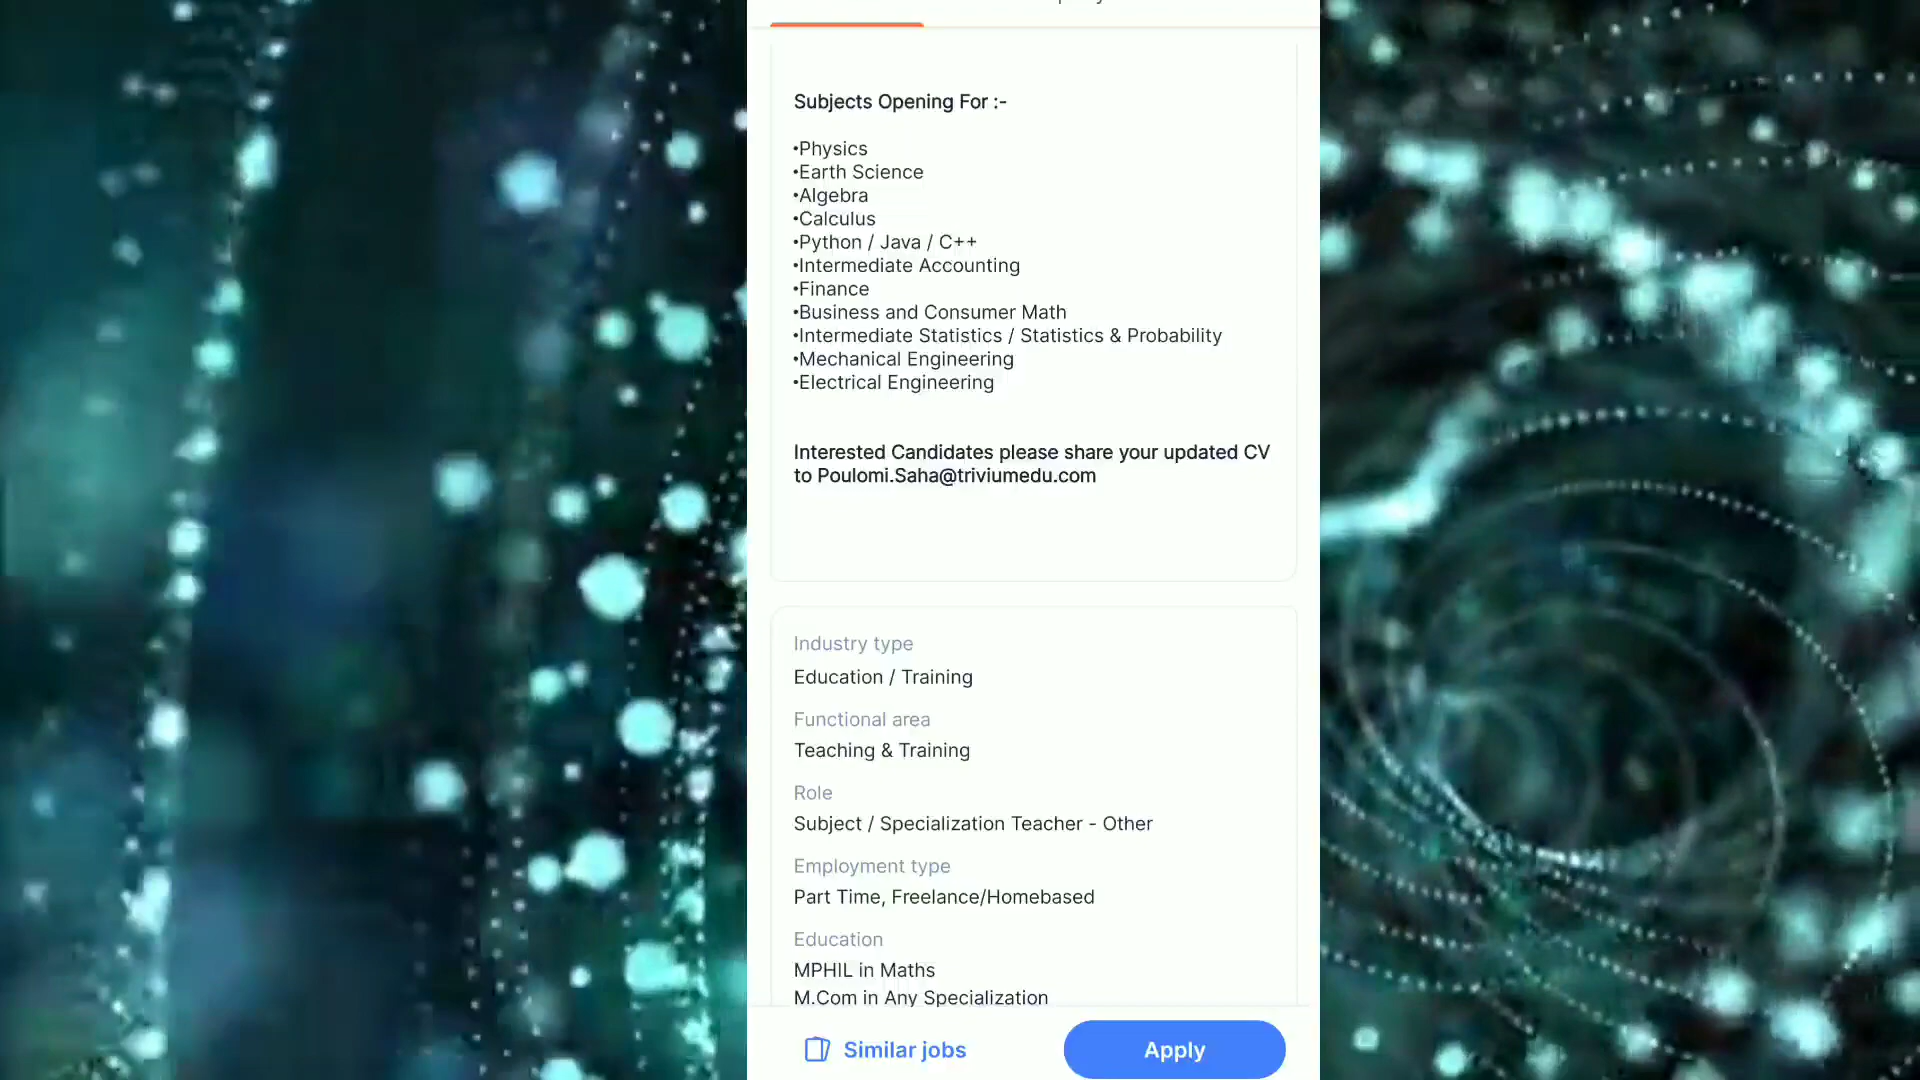 Subjects Opening For :-
•Physics
•Earth Science
•Algebra
•Calculus
•Python / Java / C++
•Intermediate Accounting
•Finance
•Business and Consumer Math
•Intermediate Statistics / Statistics & Probability
•Mechanical Engineering
•Electrical Engineering
Interested Candidates please share your updated CV
to Poulomi.Saha@triviumedu.com
Industry type
Education / Training
Functional area
Teaching & Training
Role
Subject / Specialization Teacher - Other
Employment type
Part Time, Freelance/Homebased
Education
MPHIL in Maths
M.Com in Any Specialization
Similar jobs
Apply